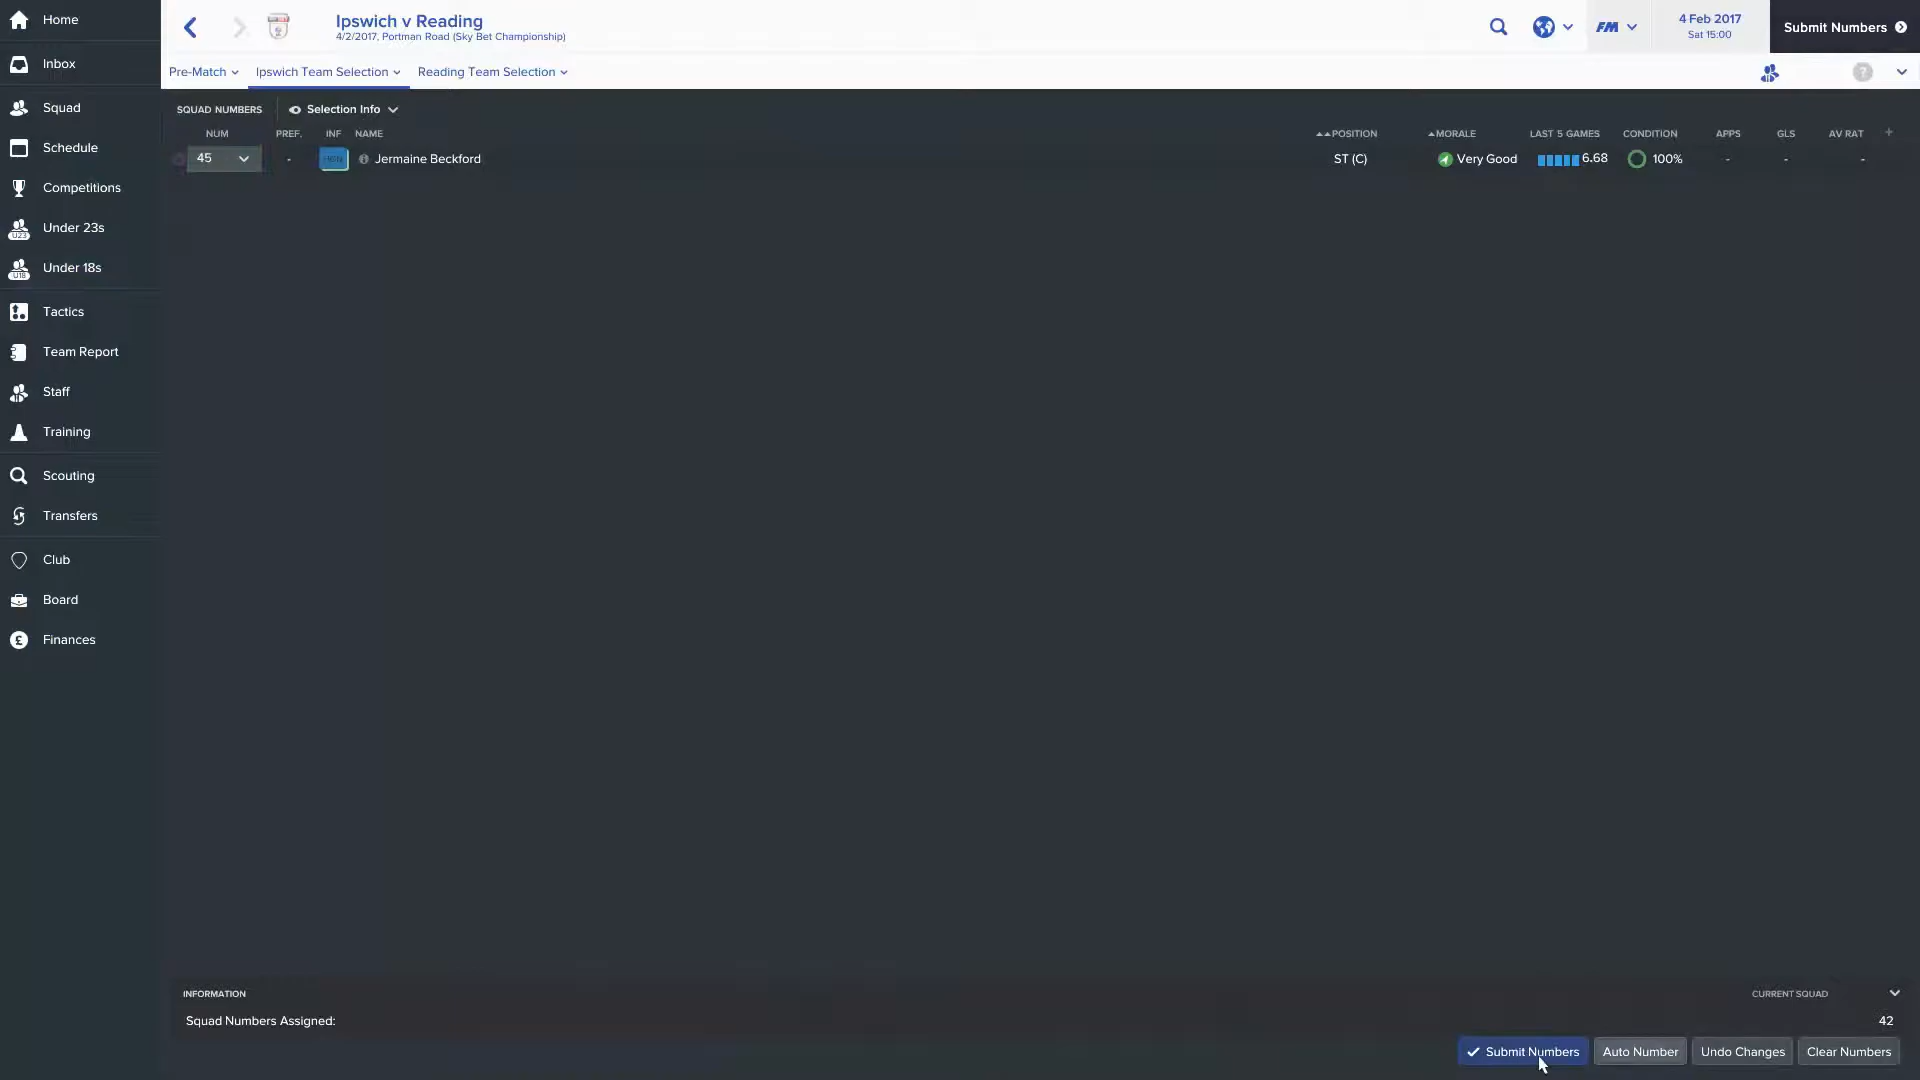 Home
Inbox
Squad
Schedule
Competitions
Under 23s
Under 18s
Tactics
Team Report
Staff
Training
Scouting
Transfers
Club
Board
Finances
Ipswich v Reading
4/2/2017, Portman Road (Sky Bet Championship)
FM
4 Feb 2017
Sat 15:00
Submit Numbers
Pre-Match
Ipswich Team Selection
Reading Team Selection
SQUAD NUMBERS Selection Info
NUM PREF. INF NAME POSITION MORALE LAST 5 GAMES CONDITION APPS GLS AV RAT +
45 - Jermaine Beckford ST (C) Very Good 6.68 100% - - -
INFORMATION CURRENT SQUAD
Squad Numbers Assigned: 42
Submit Numbers Auto Number Undo Changes Clear Numbers